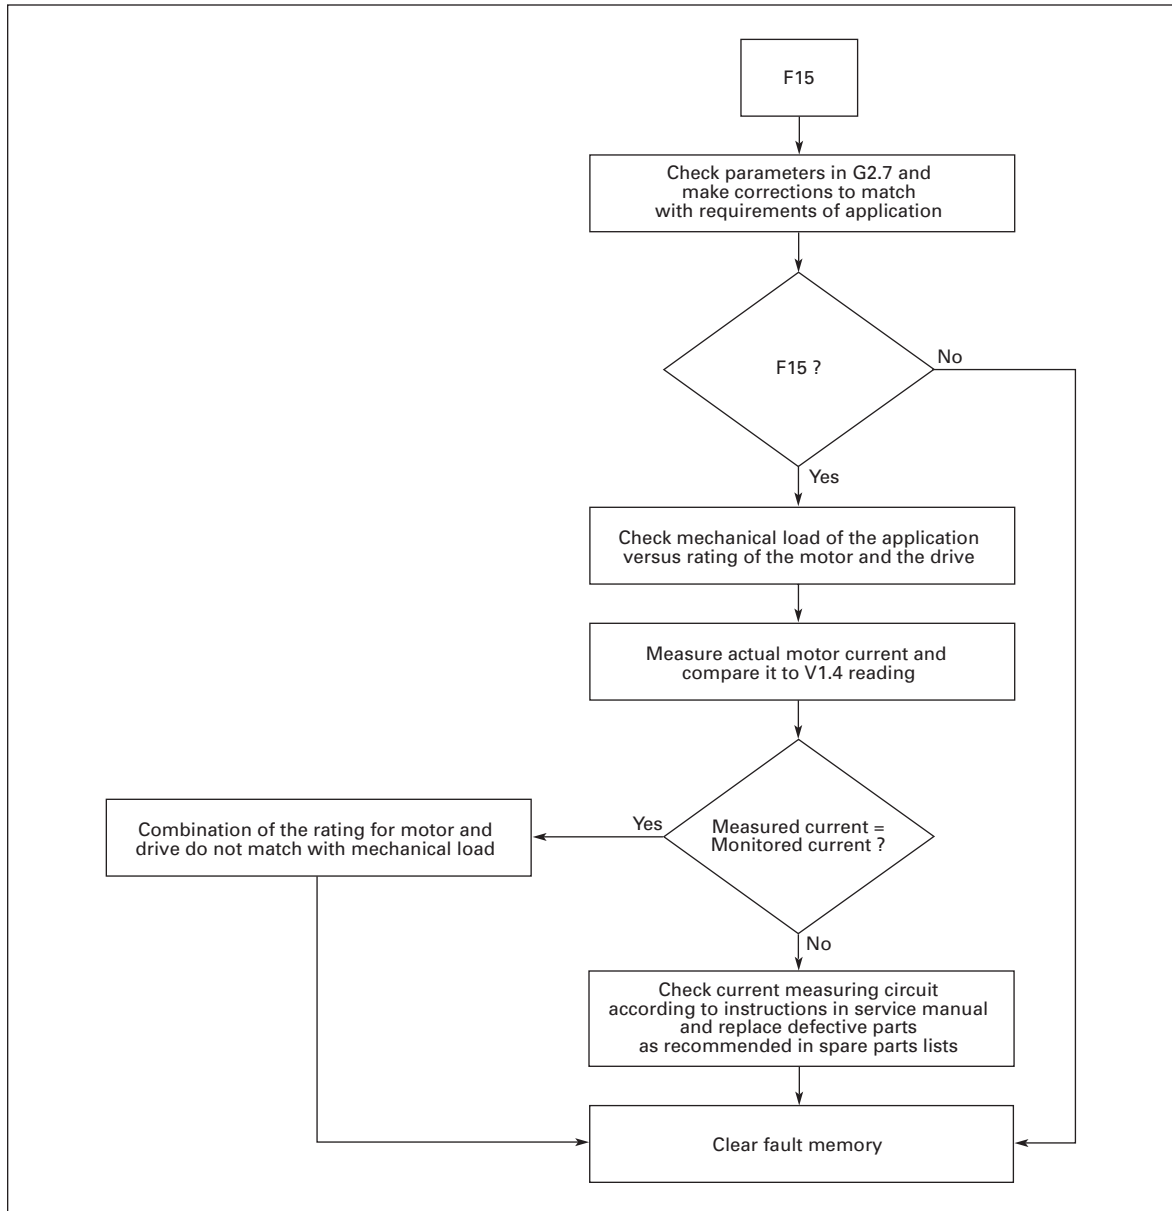 F15
Check parameters in G2.7 and
make corrections to match
with requirements of application
F15 ?
No
Yes
Check mechanical load of the application
versus rating of the motor and the drive
Measure actual motor current and
compare it to V1.4 reading
Measured current =
Monitored current ?
Yes
Combination of the rating for motor and
drive do not match with mechanical load
No
Check current measuring circuit
according to instructions in service manual
and replace defective parts
as recommended in spare parts lists
Clear fault memory